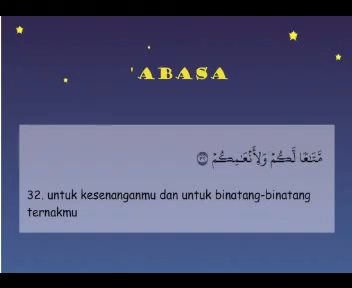 'ABASA
مَّتَـٰعًا لَّكُمْ وَلِأَنْعَـٰمِكُمْ ٣٢
32. untuk kesenanganmu dan untuk binatang-binatang
ternakmu